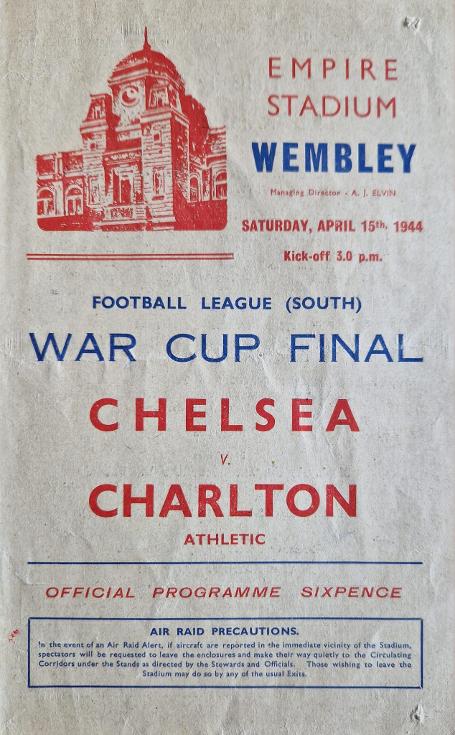 EMPIRE
STADIUM
WEMBLEY
Managing Director - A. J. ELVIN
SATURDAY, APRIL 15th, 1944
Kick-off 3.0 p.m.
FOOTBALL LEAGUE (SOUTH)
WAR CUP FINAL
CHELSEA
v.
CHARLTON
ATHLETIC
OFFICIAL PROGRAMME SIXPENCE
AIR RAID PRECAUTIONS.
In the event of an Air Raid Alert, if aircraft are reported in the immediate vicinity of the Stadium,
spectators will be requested to leave the enclosures and make their way quietly to the Circulating
Corridors under the Stands as directed by the Stewards and Officials. Those wishing to leave the
Stadium may do so by any of the usual Exits.